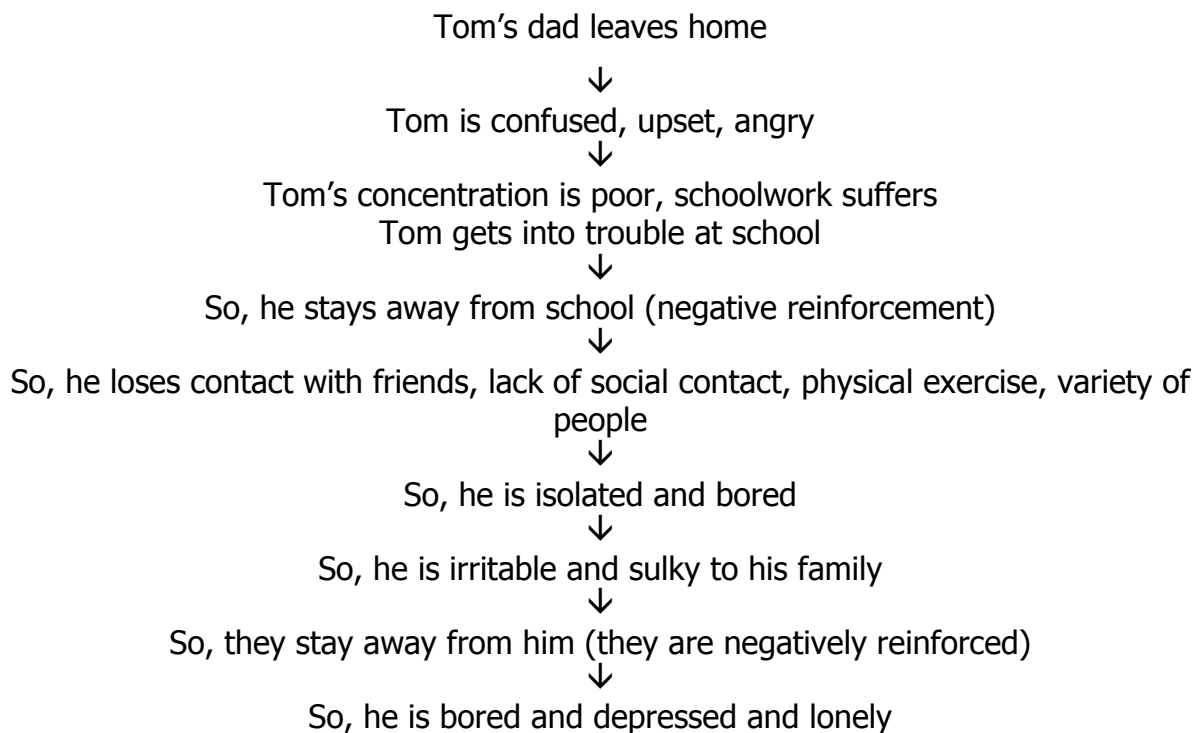 Tom’s dad leaves home
↓
Tom is confused, upset, angry
↓
Tom’s concentration is poor, schoolwork suffers
Tom gets into trouble at school
↓
So, he stays away from school (negative reinforcement)
↓
So, he loses contact with friends, lack of social contact, physical exercise, variety of
people
↓
So, he is isolated and bored
↓
So, he is irritable and sulky to his family
↓
So, they stay away from him (they are negatively reinforced)
↓
So, he is bored and depressed and lonely